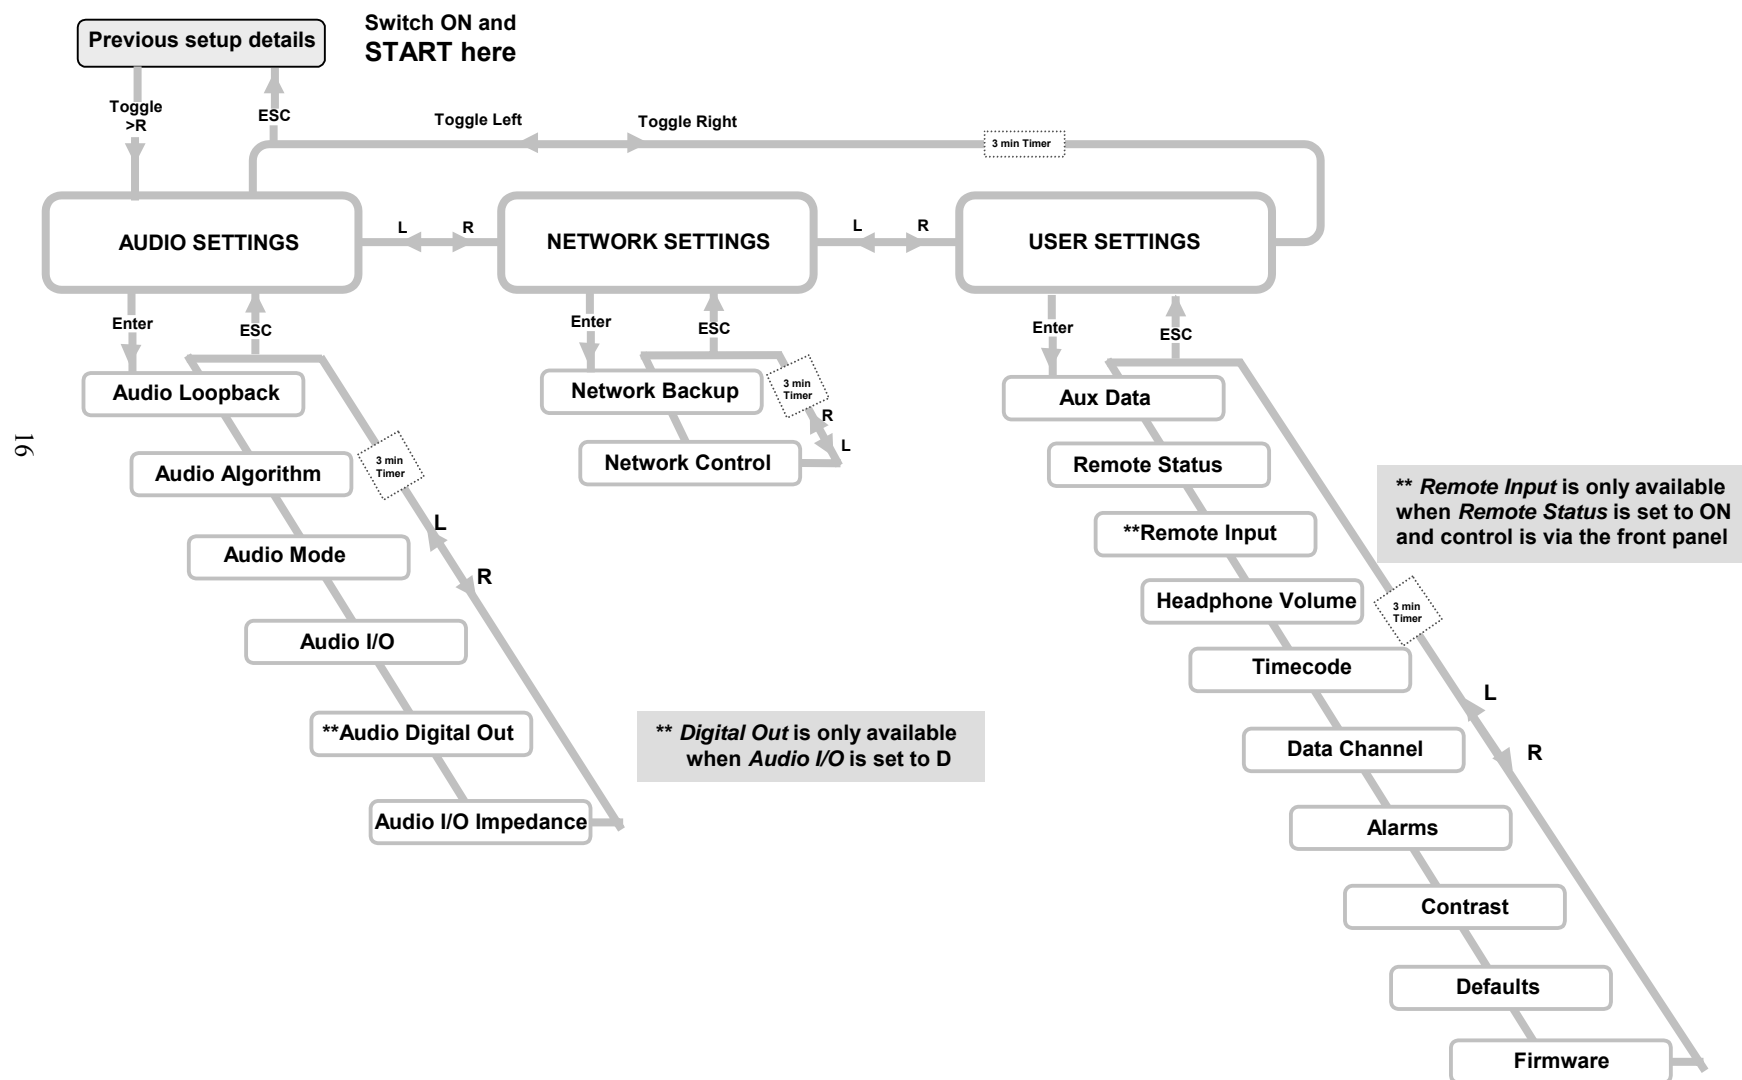 Switch ON and
START here
Previous setup details
Toggle
>R
ESC
Toggle Left
Toggle Right
3 min Timer
AUDIO SETTINGS
L
R
NETWORK SETTINGS
L
R
USER SETTINGS
Enter
ESC
Enter
ESC
Enter
ESC
Audio Loopback
Audio Algorithm
Audio Mode
Audio I/O
**Audio Digital Out
Audio I/O Impedance
3 min
Timer
L
R
Network Backup
Network Control
3 min
Timer
R
L
Aux Data
Remote Status
**Remote Input
Headphone Volume
Timecode
Data Channel
Alarms
Contrast
Defaults
Firmware
3 min
Timer
L
R
** Digital Out is only available
when Audio I/O is set to D
** Remote Input is only available
when Remote Status is set to ON
and control is via the front panel
16